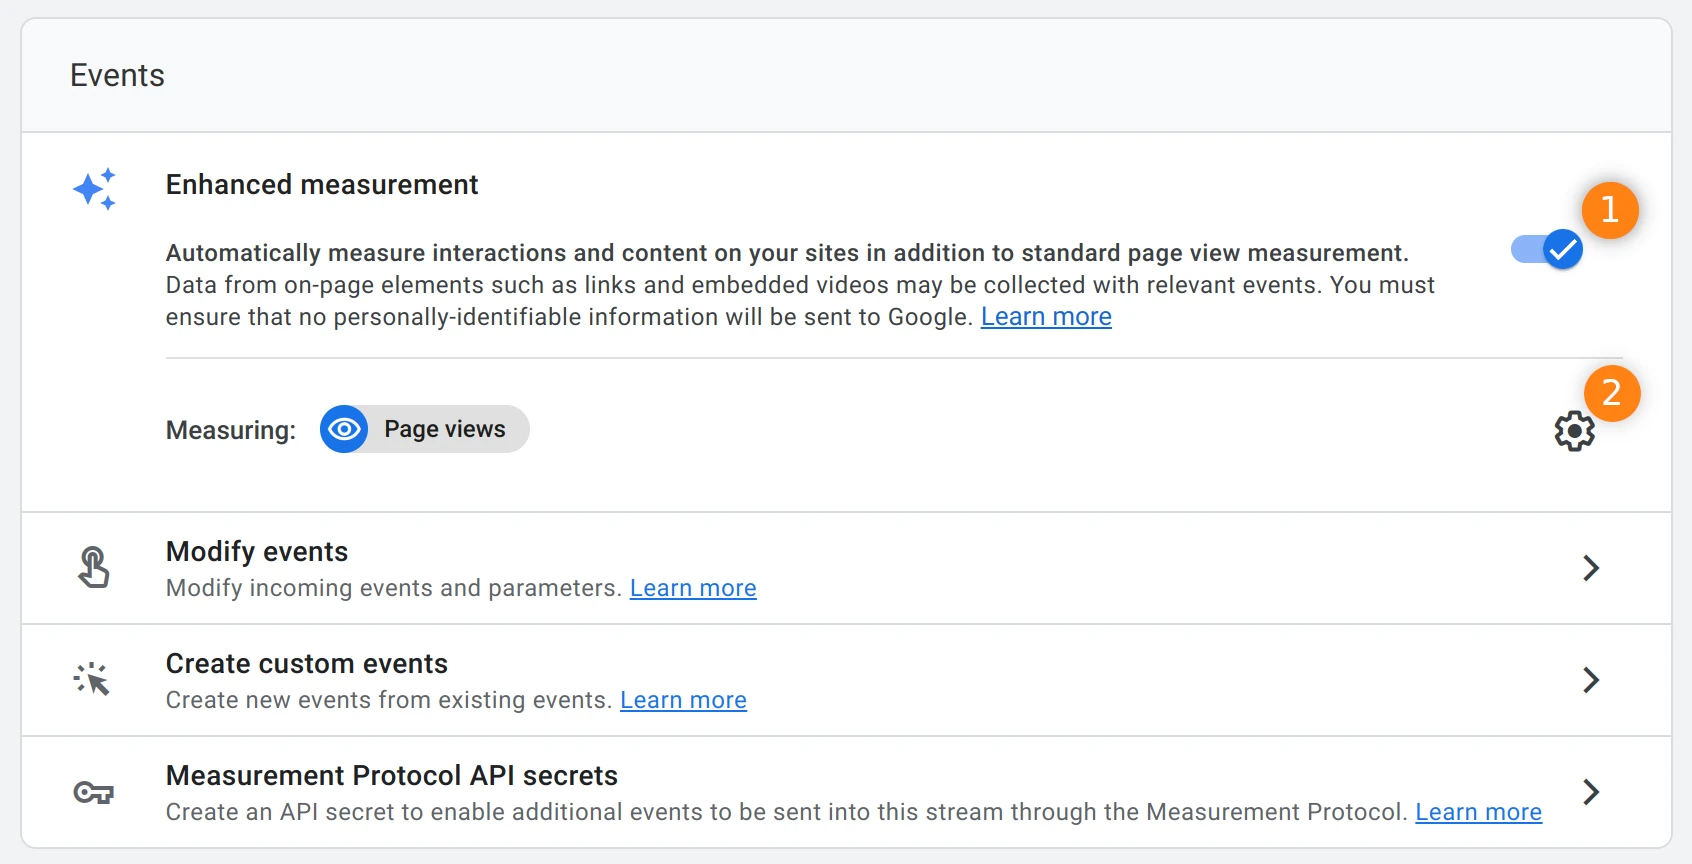 Events
Enhanced measurement
1
Automatically measure interactions and content on your sites in addition to standard page view measurement.
Data from on-page elements such as links and embedded videos may be collected with relevant events. You must
ensure that no personally-identifiable information will be sent to Google. Learn more
2
Measuring: Page views
Modify events
Modify incoming events and parameters. Learn more
Create custom events
Create new events from existing events. Learn more
Measurement Protocol API secrets
Create an API secret to enable additional events to be sent into this stream through the Measurement Protocol. Learn more